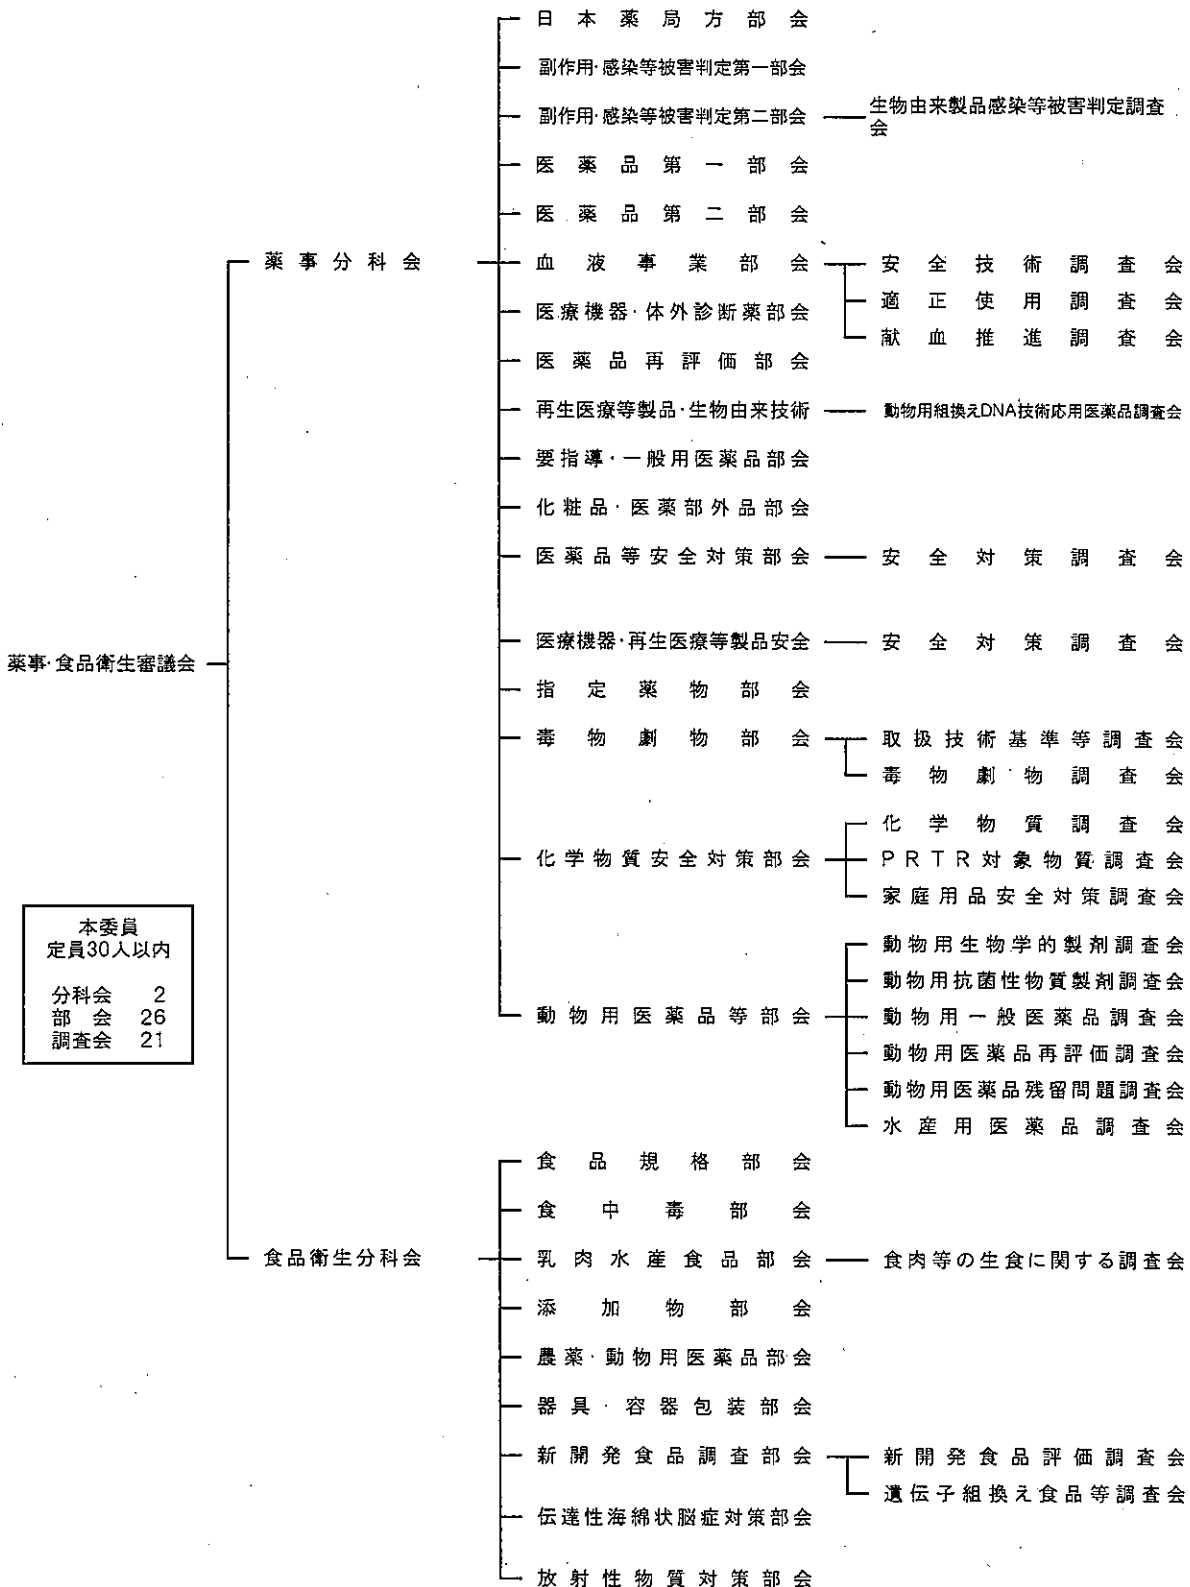 日本薬局方部会
副作用･感染等被害判定第一部会
副作用･感染等被害判定第二部会
生物由来製品感染等被害判定調査
会
医薬品第一部会
医薬品第二部会
薬事分科会
血液事業部会
安全技術調査会
適正使用調査会
献血推進調査会
医療機器･体外診断薬部会
医薬品再評価部会
再生医療等製品･生物由来技術
動物用組換えDNA技術応用医薬品調査会
要指導･一般用医薬品部会
化粧品･医薬部外品部会
医薬品等安全対策部会
安全対策調査会
薬事･食品衛生審議会
医療機器･再生医療等製品安全
安全対策調査会
指定薬物部会
毒物劇物部会
取扱技術基準等調査会
毒物劇物調査会
化学物質安全対策部会
化学物質調査会
PRTR対象物質調査会
家庭用品安全対策調査会
本委員
定員30人以内
分科会 2
部会 26
調査会 21
動物用医薬品等部会
動物用生物学的製剤調査会
動物用抗菌性物質製剤調査会
動物用一般医薬品調査会
動物用医薬品再評価調査会
動物用医薬品残留問題調査会
水産用医薬品調査会
食品衛生分科会
食品規格部会
食中毒部会
乳肉水産食品部会
食肉等の生食に関する調査会
添加物部会
農薬･動物用医薬品部会
器具･容器包装部会
新開発食品調査部会
新開発食品評価調査会
遺伝子組換え食品等調査会
伝達性海綿状脳症対策部会
放射性物質対策部会